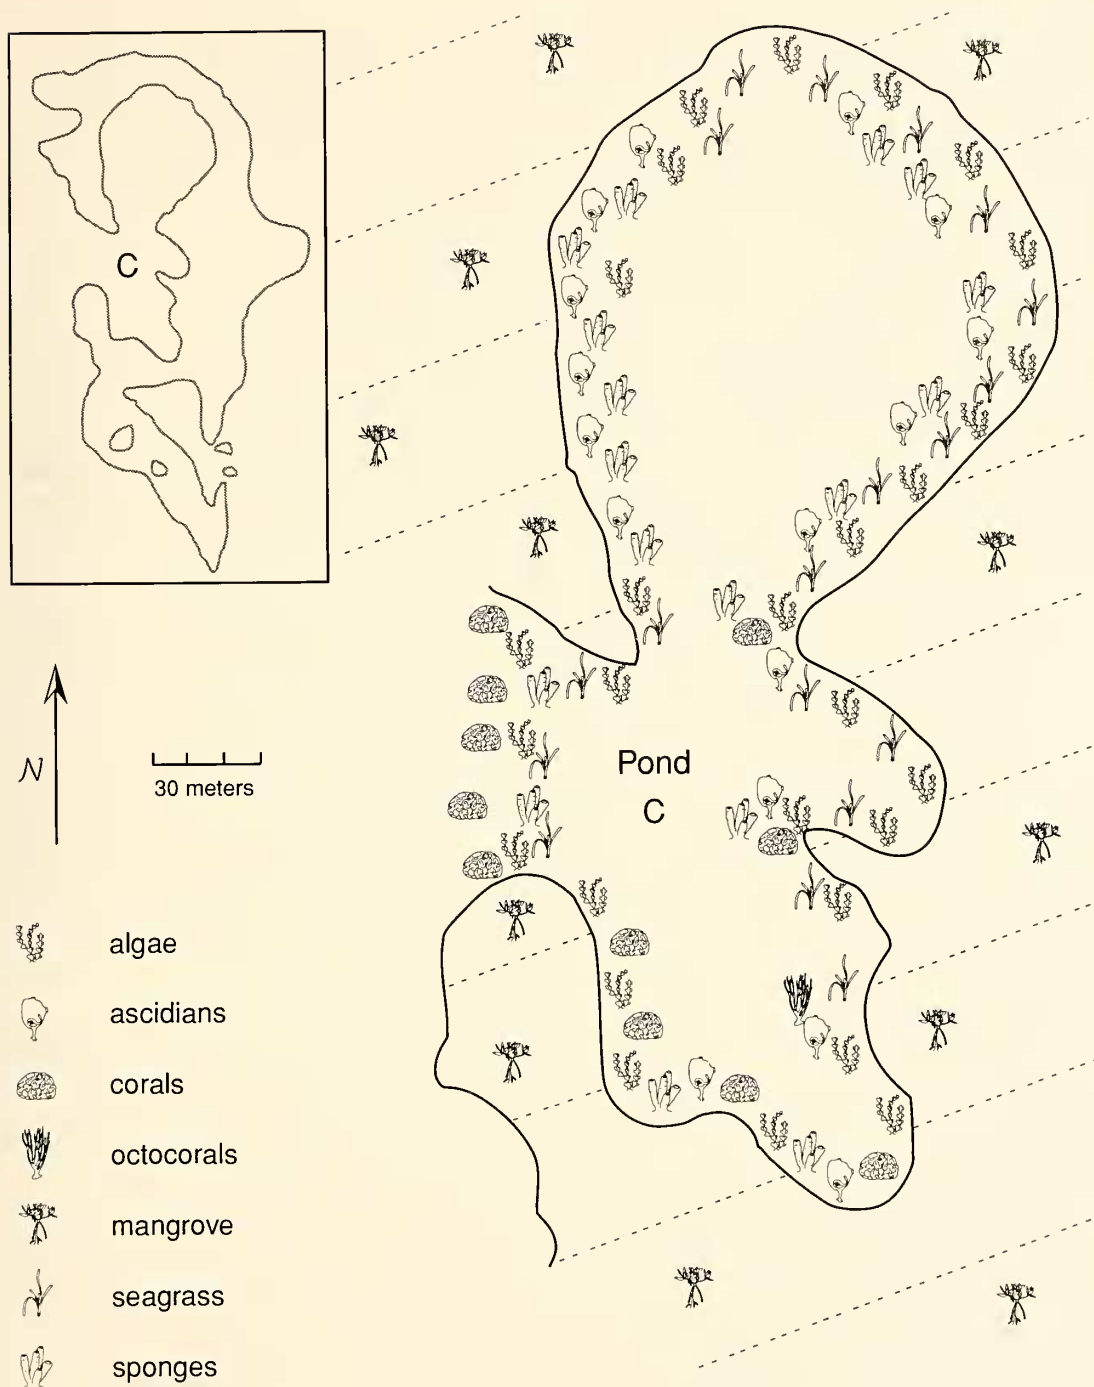 C
N
30 meters
Pond
C
algae
ascidians
corals
octocorals
mangrove
seagrass
sponges